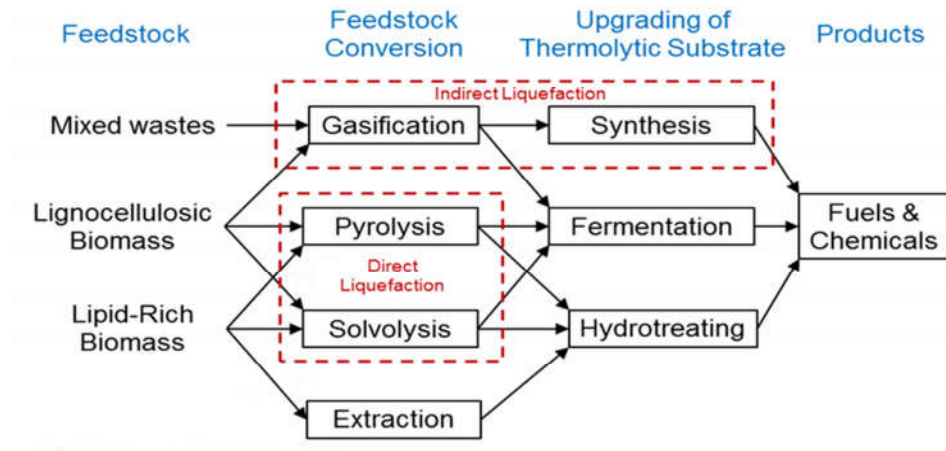 Feedstock
Feedstock
Conversion
Upgrading of
Thermolytic Substrate
Products
Indirect Liquefaction
Mixed wastes
Gasification
Synthesis
Lignocellulosic
Biomass
Pyrolysis
Fermentation
Fuels &
Chemicals
Direct
Liquefaction
Lipid-Rich
Biomass
Solvolysis
Hydrotreating
Extraction